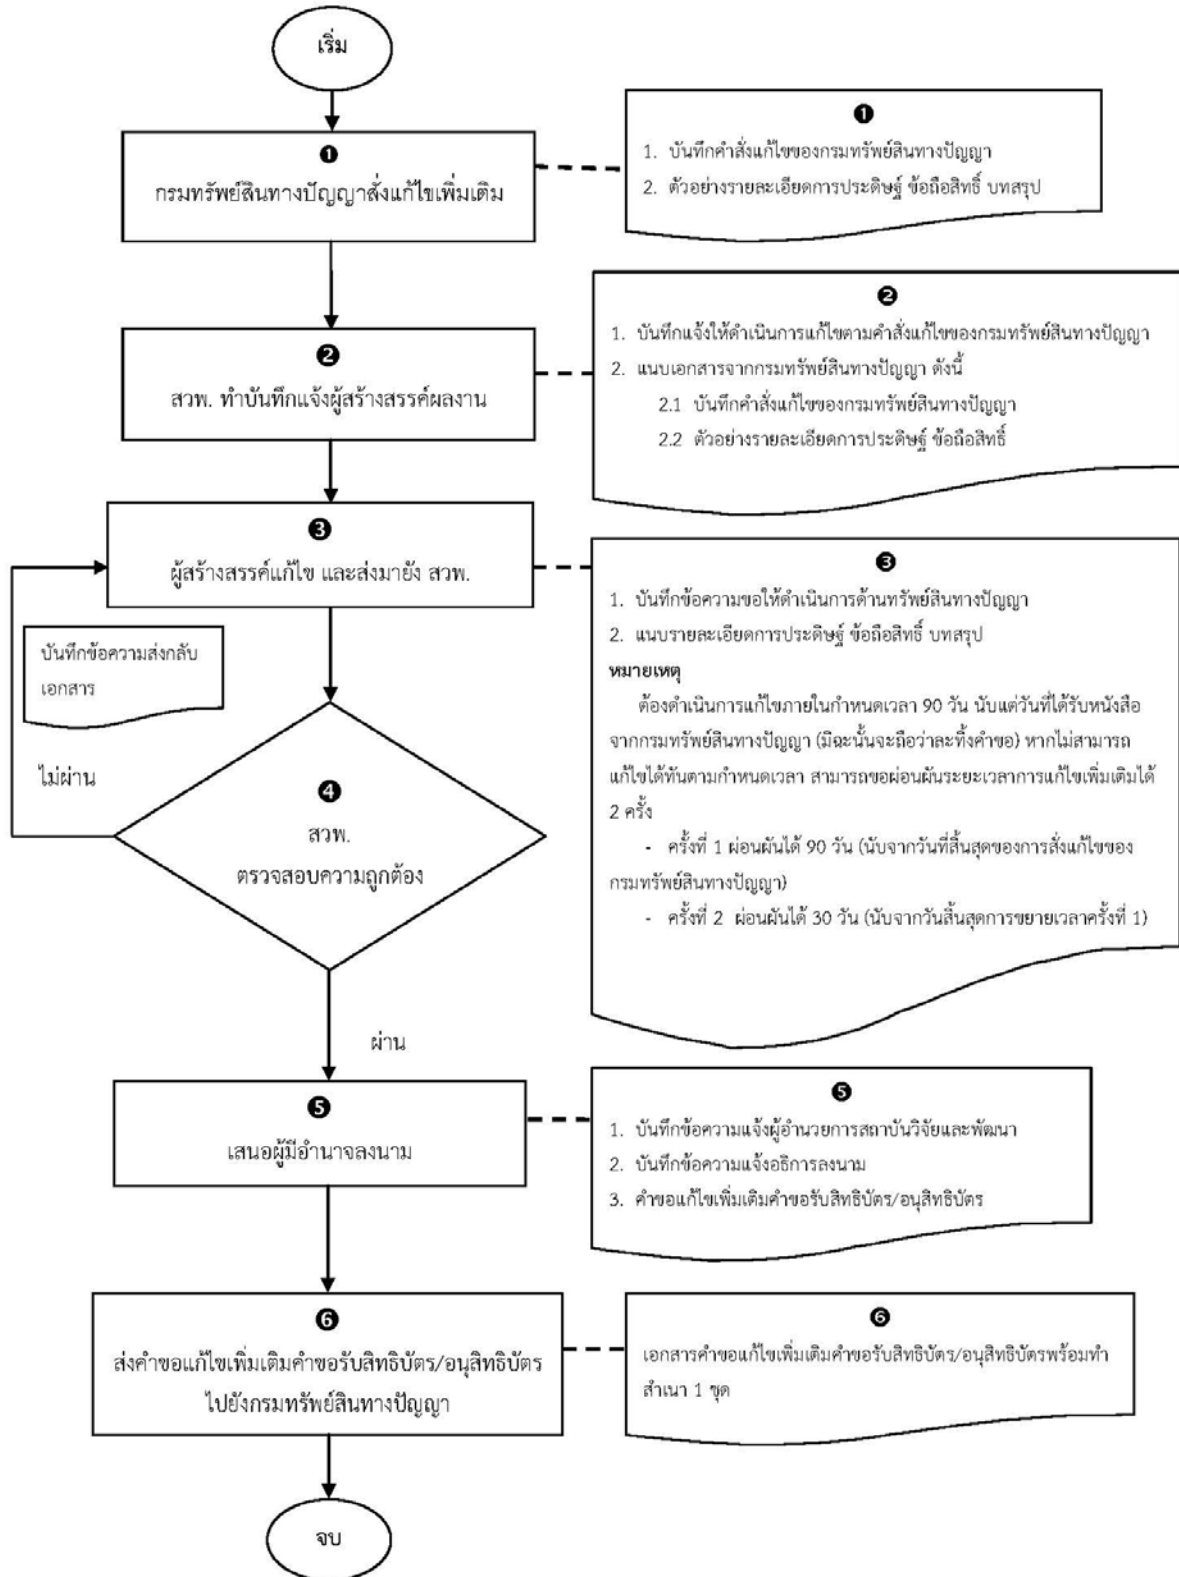 เริ่ม
❶
กรมทรัพย์สินทางปัญญาสั่งแก้ไขเพิ่มเติม
❶
1. บันทึกคำสั่งแก้ไขของกรมทรัพย์สินทางปัญญา
2. ตัวอย่างรายละเอียดการประดิษฐ์ ข้อถือสิทธิ์ บทสรุป
❷
สวพ. ทำบันทึกแจ้งผู้สร้างสรรค์ผลงาน
❷
1. บันทึกแจ้งให้ดำเนินการแก้ไขตามคำสั่งแก้ไขของกรมทรัพย์สินทางปัญญา
2. แนบเอกสารจากกรมทรัพย์สินทางปัญญา ดังนี้
2.1 บันทึกคำสั่งแก้ไขของกรมทรัพย์สินทางปัญญา
2.2 ตัวอย่างรายละเอียดการประดิษฐ์ ข้อถือสิทธิ์
❸
ผู้สร้างสรรค์แก้ไข และส่งมายัง สวพ.
❸
1. บันทึกข้อความขอให้ดำเนินการด้านทรัพย์สินทางปัญญา
2. แนบรายละเอียดการประดิษฐ์ ข้อถือสิทธิ์ บทสรุป
หมายเหตุ
ต้องดำเนินการแก้ไขภายในกำหนดเวลา 90 วัน นับแต่วันที่ได้รับหนังสือ
จากกรมทรัพย์สินทางปัญญา (มิฉะนั้นจะถือว่าละทิ้งคำขอ) หากไม่สามารถ
แก้ไขได้ทันตามกำหนดเวลา สามารถขอผ่อนผันระยะเวลาการแก้ไขเพิ่มเติมได้
2 ครั้ง
- ครั้งที่ 1 ผ่อนผันได้ 90 วัน (นับจากวันที่สิ้นสุดของการสั่งแก้ไขของ
กรมทรัพย์สินทางปัญญา)
- ครั้งที่ 2 ผ่อนผันได้ 30 วัน (นับจากวันสิ้นสุดการขยายเวลาครั้งที่ 1)
บันทึกข้อความส่งกลับ
เอกสาร
ไม่ผ่าน
❹
สวพ.
ตรวจสอบความถูกต้อง
ผ่าน
❺
เสนอผู้มีอำนาจลงนาม
❺
1. บันทึกข้อความแจ้งผู้อำนวยการสถาบันวิจัยและพัฒนา
2. บันทึกข้อความแจ้งอธิการลงนาม
3. คำขอแก้ไขเพิ่มเติมคำขอรับสิทธิบัตร/อนุสิทธิบัตร
❻
ส่งคำขอแก้ไขเพิ่มเติมคำขอรับสิทธิบัตร/อนุสิทธิบัตร
ไปยังกรมทรัพย์สินทางปัญญา
❻
เอกสารคำขอแก้ไขเพิ่มเติมคำขอรับสิทธิบัตร/อนุสิทธิบัตรพร้อมทำ
สำเนา 1 ชุด
จบ